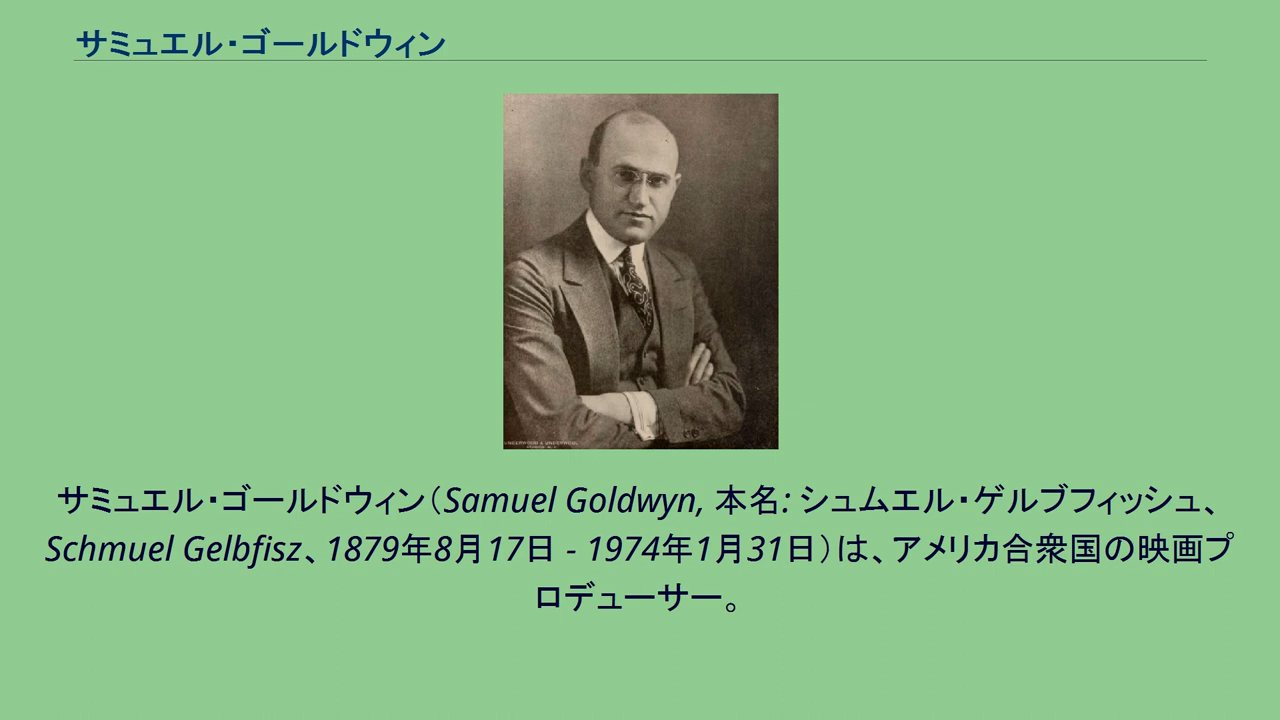 サミュエル・ゴールドウィン
UNDERWOOD & UNDERWOOD
サミュエル・ゴールドウィン（Samuel Goldwyn, 本名: シュムエル・ゲルブフィッシュ、
Schmuel Gelbfisz、1879年8月17日 - 1974年1月31日）は、アメリカ合衆国の映画プ
ロデューサー。